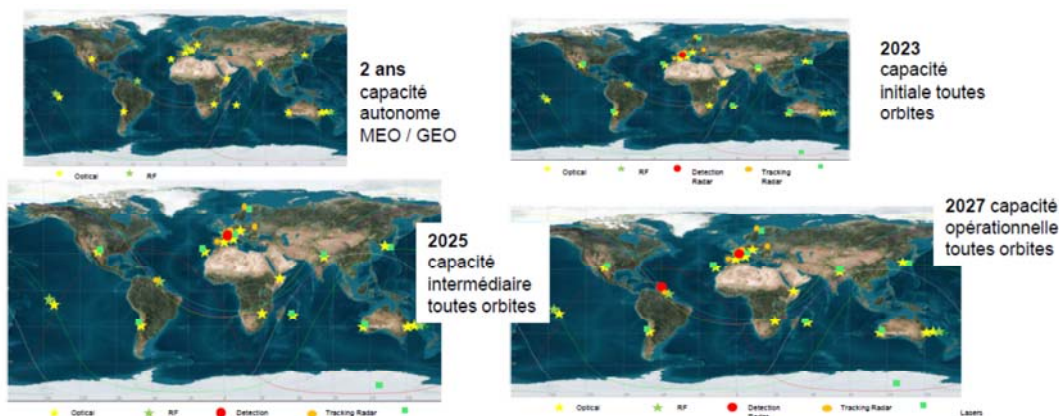 2 ans
capacité
autonome
MEO / GEO
Optical RF
2023
capacité
initiale toutes
orbites
Optical RF Detection Tracking
Radar Radar
2025
capacité
intermédiaire
toutes orbites
Optical RF Detection Tracking Radar
2027 capacité
opérationnelle
toutes orbites
Optical RF Detection Tracking Radar Lasers